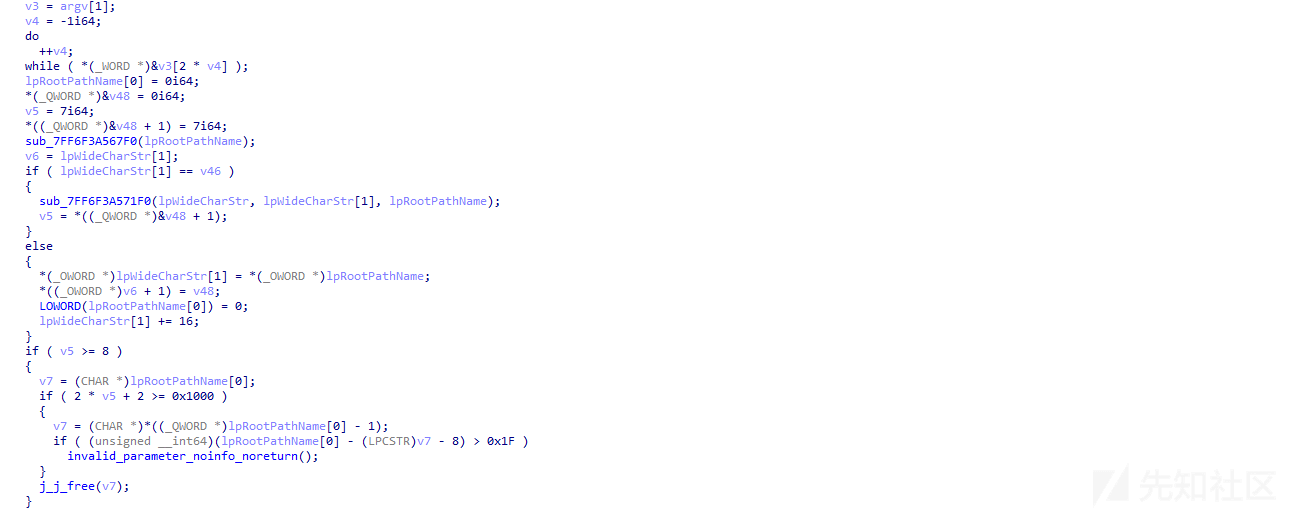 v3 = argv[1];
v4 = -1i64;
do
++v4;
while ( *(_WORD *)&v3[2 * v4] );
lpRootPathName[0] = 0i64;
*(_QWORD *)&v48 = 0i64;
v5 = 7i64;
*((_QWORD *)&v48 + 1) = 7i64;
sub_7FF6F3A567F0(lpRootPathName);
v6 = lpWideCharStr[1];
if ( lpWideCharStr[1] == v46 )
{
sub_7FF6F3A571F0(lpWideCharStr, lpWideCharStr[1], lpRootPathName);
v5 = *((_QWORD *)&v48 + 1);
}
else
{
*(_OWORD *)lpWideCharStr[1] = *(_OWORD *)lpRootPathName;
*((_OWORD *)v6 + 1) = v48;
LOWORD(lpRootPathName[0]) = 0;
lpWideCharStr[1] += 16;
}
if ( v5 >= 8 )
{
v7 = (CHAR *)lpRootPathName[0];
if ( 2 * v5 + 2 >= 0x1000 )
{
v7 = (CHAR *)*((_QWORD *)lpRootPathName[0] - 1);
if ( (unsigned __int64)(lpRootPathName[0] - (LPCSTR)v7 - 8) > 0x1F )
invalid_parameter_noinfo_noreturn();
}
j_j_free(v7);
}
先知社区